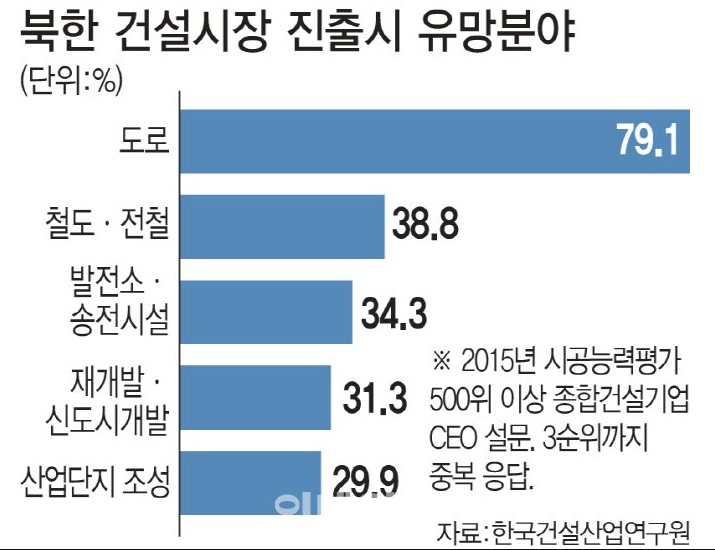 북한 건설시장 진출시 유망분야
(단위:%)
도로
79.1
철도·전철
38.8
발전소·
송전시설
34.3
재개발·
신도시개발
31.3
산업단지 조성
29.9
※ 2015년 시공능력평가
500위 이상 종합건설기업
CEO 설문. 3순위까지
중복 응답.
자료:한국건설산업연구원